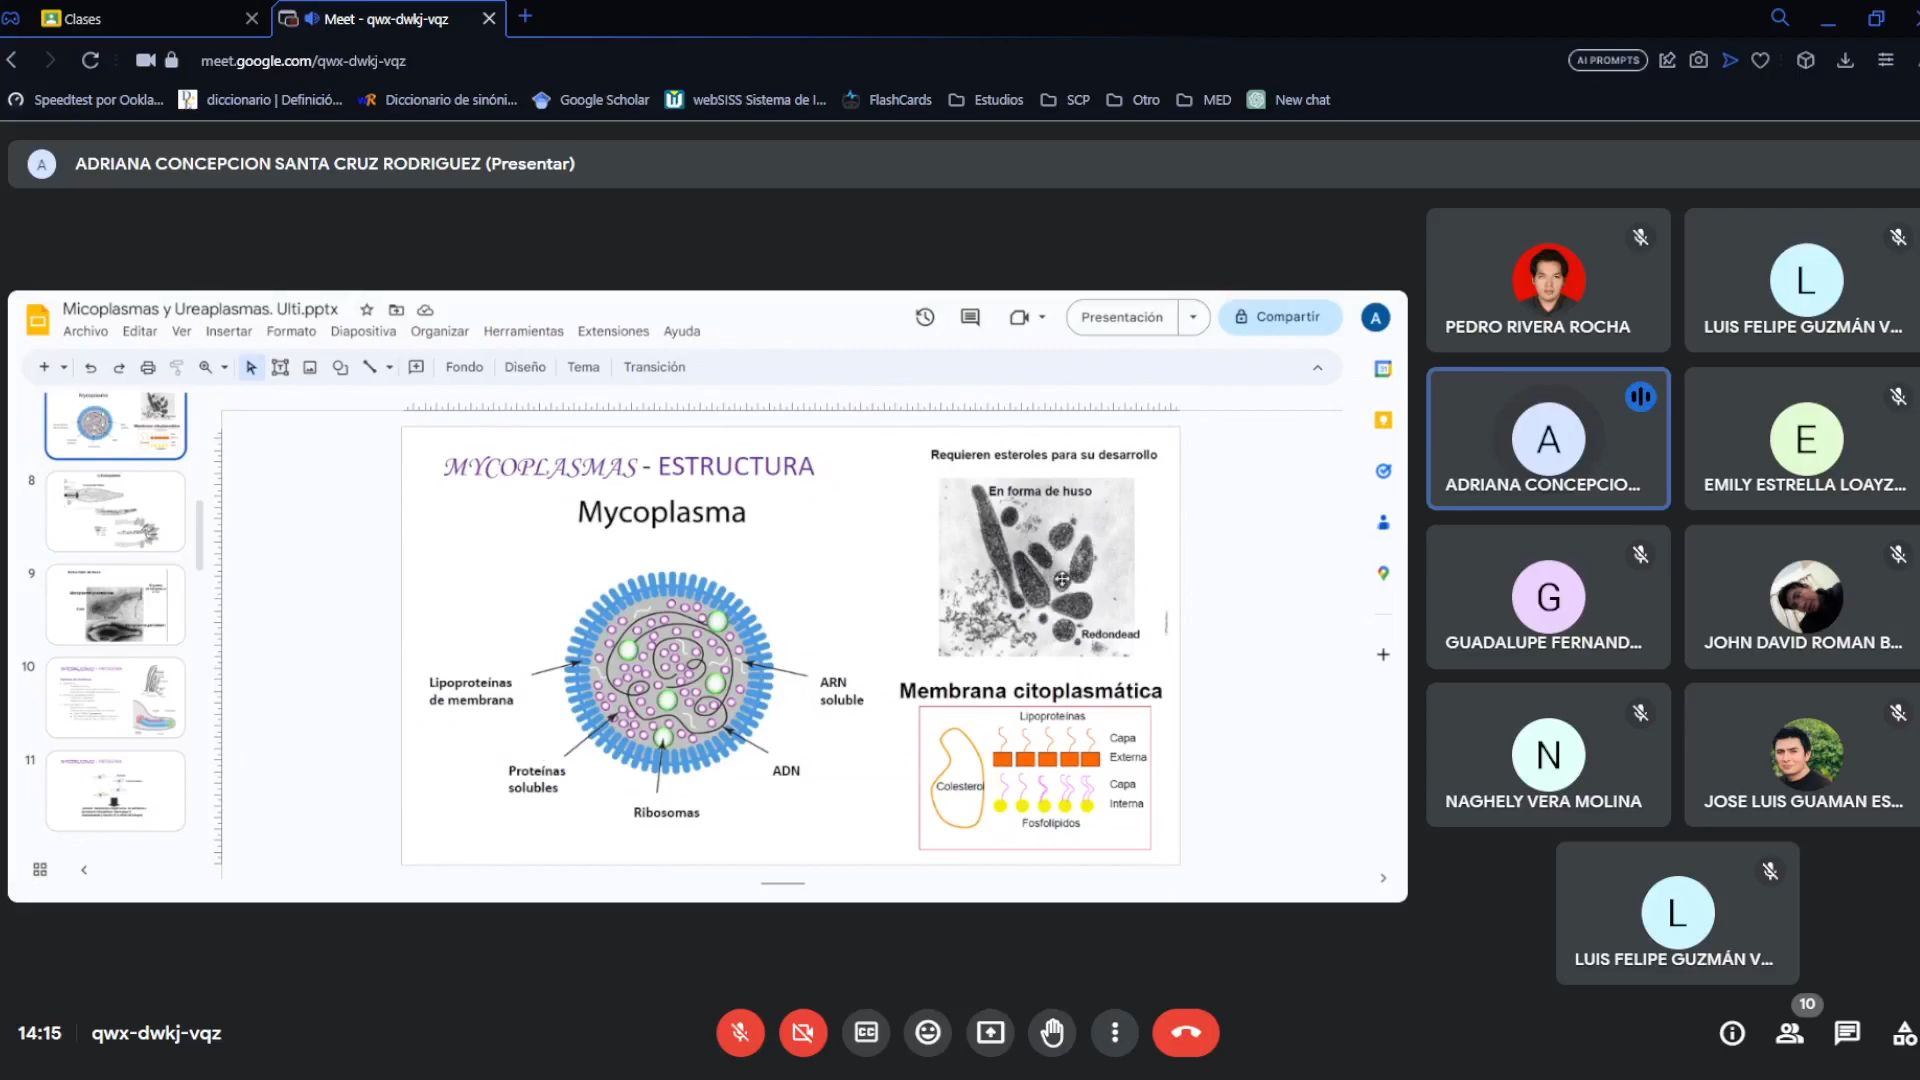 Clases
Meet - qwx-dwkj-vqz
meet.google.com/qwx-dwkj-vqz
AI PROMPTS
Speedtest por Ookla...
diccionario | Definició...
Diccionario de sinóni...
Google Scholar
webSISS Sistema de I...
FlashCards
Estudios
SCP
Otro
MED
New chat
A
ADRIANA CONCEPCION SANTA CRUZ RODRIGUEZ (Presentar)
Micoplasmas y Ureaplasmas. Ulti.pptx
Archivo Editar Ver Insertar Formato Diapositiva Organizar Herramientas Extensiones Ayuda
Presentación
Compartir
A
Fondo Diseño Tema Transición
8
9
10
11
MYCOPLASMAS - ESTRUCTURA
Mycoplasma
Lipoproteínas
de membrana
Proteínas
solubles
Ribosomas
ADN
ARN
soluble
Requieren esteroles para su desarrollo
En forma de huso
Redondead
Membrana citoplasmática
Lipoproteínas
Capa
Externa
Colesterol
Capa
Interna
Fosfolípidos
PEDRO RIVERA ROCHA
L
LUIS FELIPE GUZMÁN V...
A
ADRIANA CONCEPCIO...
E
EMILY ESTRELLA LOAYZ...
G
GUADALUPE FERNAND...
JOHN DAVID ROMAN B...
N
NAGHELY VERA MOLINA
JOSE LUIS GUAMAN ES...
L
LUIS FELIPE GUZMÁN V...
14:15
qwx-dwkj-vqz
10